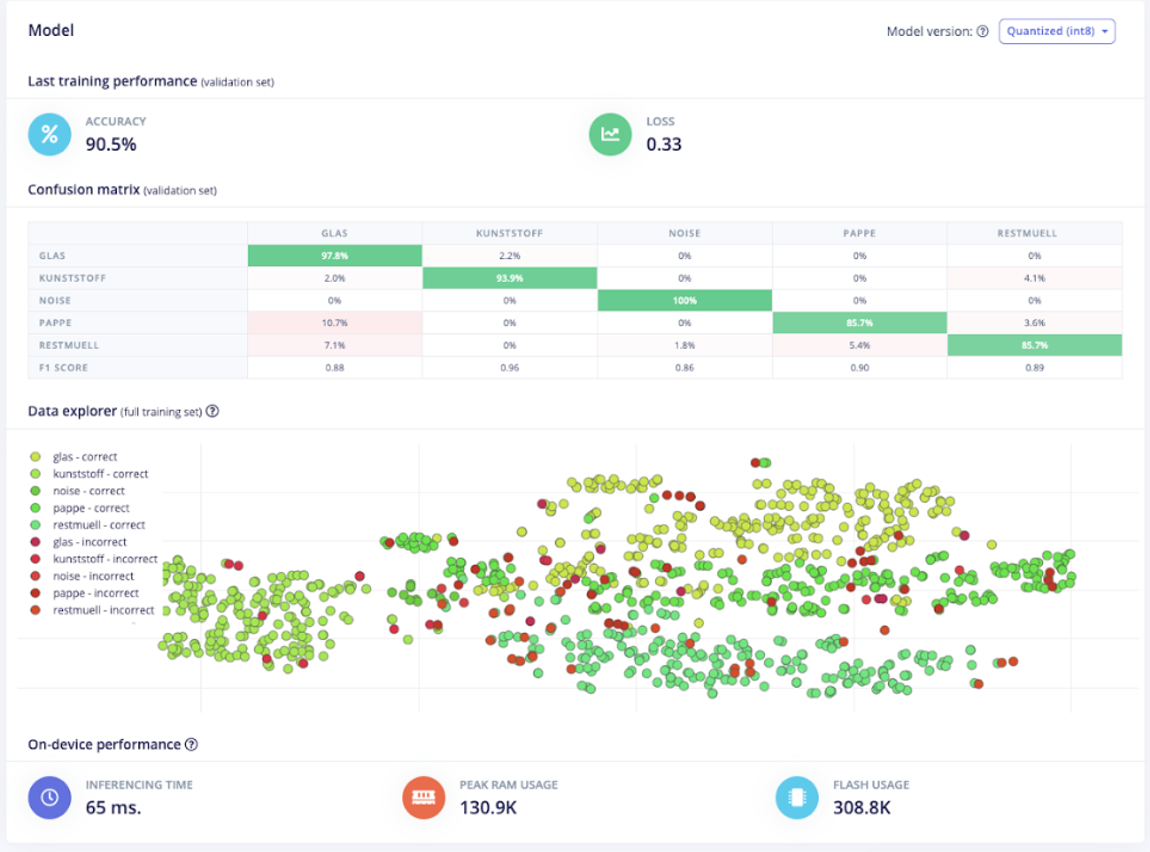 Model
Model version: Quantized (int8)
Last training performance (validation set)
ACCURACY
90.5%
LOSS
0.33
Confusion matrix (validation set)
GLAS KUNSTSTOFF NOISE PAPPE RESTMUELL
GLAS 97.8% 2.2% 0% 0% 0%
KUNSTSTOFF 2.0% 93.9% 0% 0% 4.1%
NOISE 0% 0% 100% 0% 0%
PAPPE 10.7% 0% 0% 85.7% 3.6%
RESTMUELL 7.1% 0% 1.8% 5.4% 85.7%
F1 SCORE 0.88 0.96 0.86 0.90 0.89
Data explorer (full training set) ?
glas - correct
kunststoff - correct
noise - correct
pappe - correct
restmuell - correct
glas - incorrect
kunststoff - incorrect
noise - incorrect
pappe - incorrect
restmuell - incorrect
On-device performance ?
INFERENCING TIME
65 ms.
PEAK RAM USAGE
130.9K
FLASH USAGE
308.8K